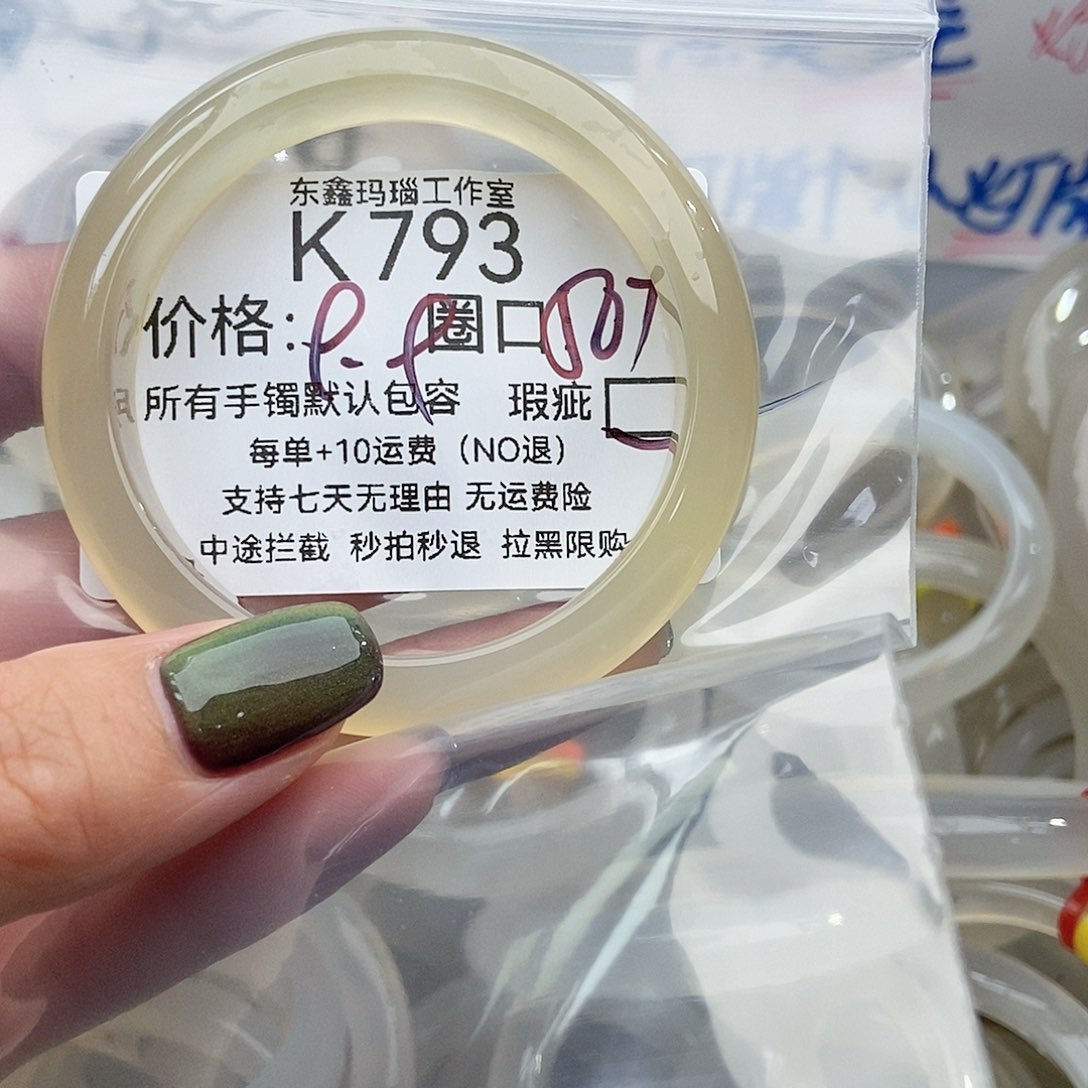 东鑫玛瑙工作室
K793
价格: 圈口
所有手镯默认包容 瑕疵
每单+10运费（NO退）
支持七天无理由 无运费险
中途拦截 秒拍秒退 拉黑限购